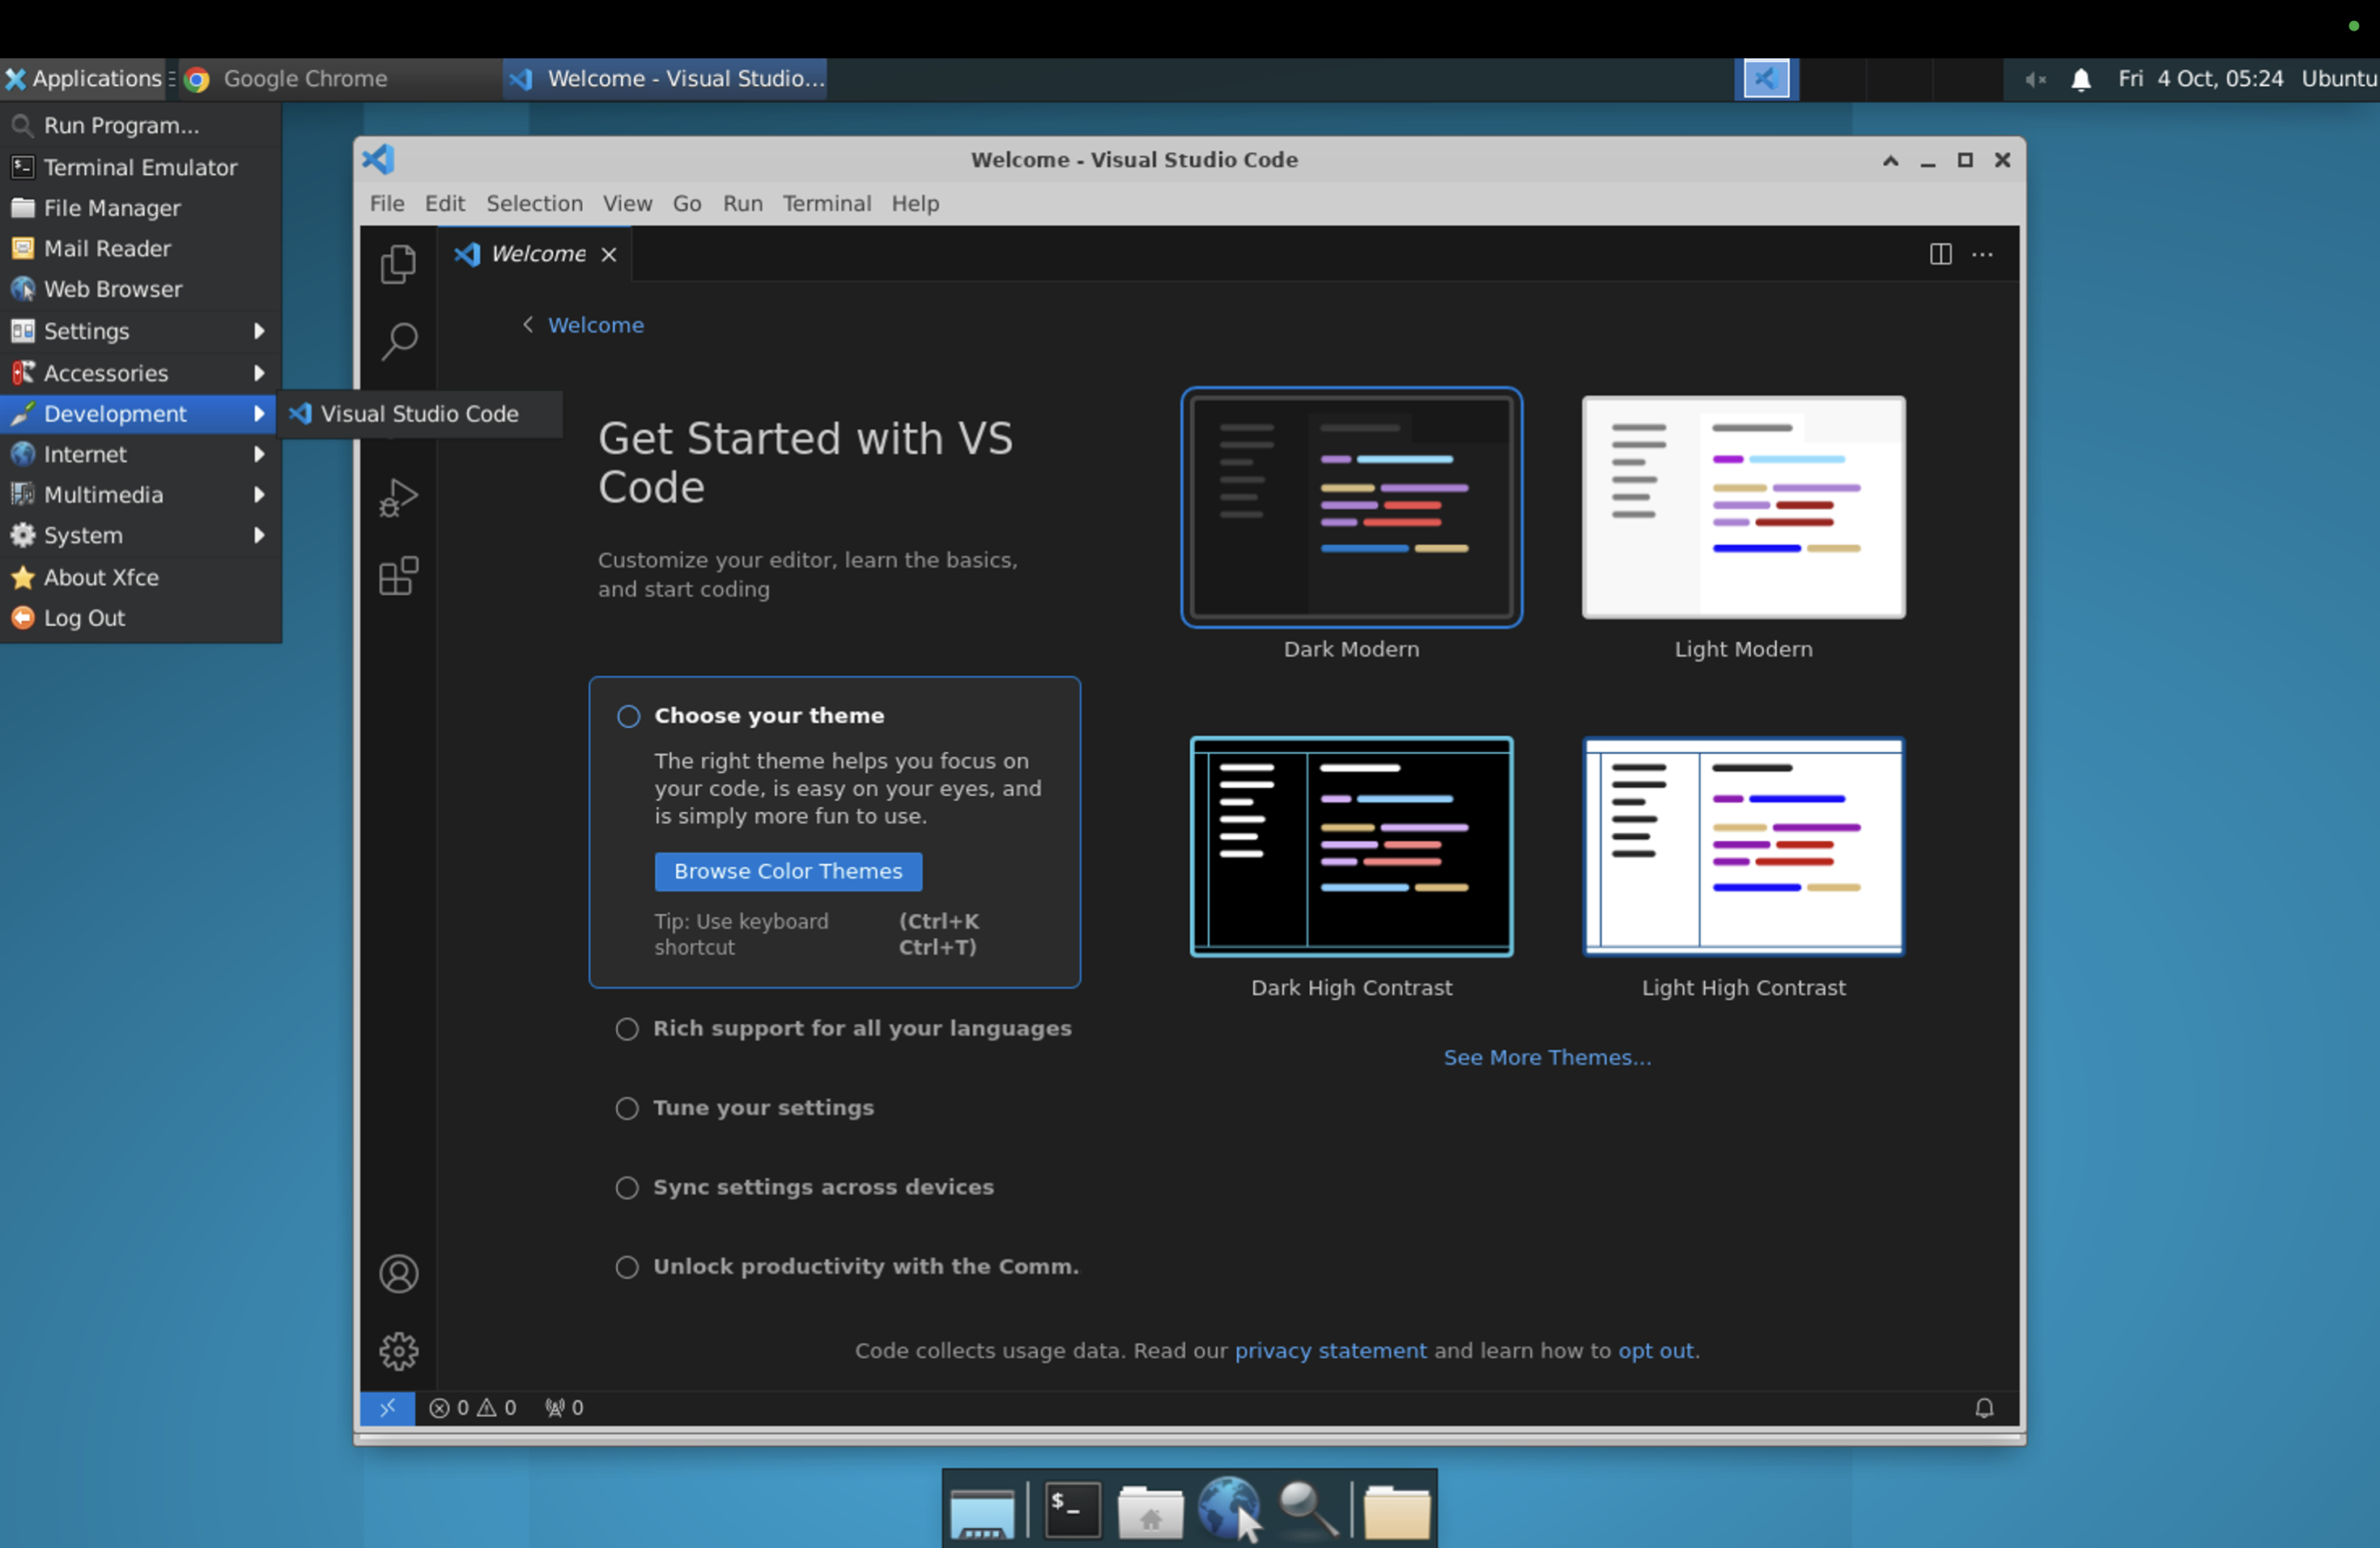 Applications
Google Chrome
Welcome - Visual Studio...
Fri 4 Oct, 05:24
Ubuntu
Run Program...
Terminal Emulator
File Manager
Mail Reader
Web Browser
Settings
Accessories
Development
Internet
Multimedia
System
About Xfce
Log Out
Visual Studio Code
Welcome - Visual Studio Code
File Edit Selection View Go Run Terminal Help
Welcome
Welcome
Get Started with VS
Code
Customize your editor, learn the basics,
and start coding
Choose your theme
The right theme helps you focus on
your code, is easy on your eyes, and
is simply more fun to use.
Browse Color Themes
Tip: Use keyboard (Ctrl+K
shortcut Ctrl+T)
Rich support for all your languages
Tune your settings
Sync settings across devices
Unlock productivity with the Comm.
Dark Modern
Light Modern
Dark High Contrast
Light High Contrast
See More Themes...
Code collects usage data. Read our privacy statement and learn how to opt out.
0 0 0
$_